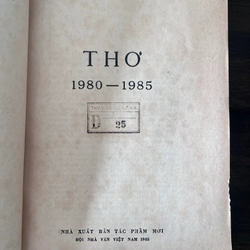 THƠ
1980 — 1985
D 25
NHÀ XUẤT BẢN TÁC PHẨM MỚI
HỘI NHÀ VĂN VIỆT NAM 1985